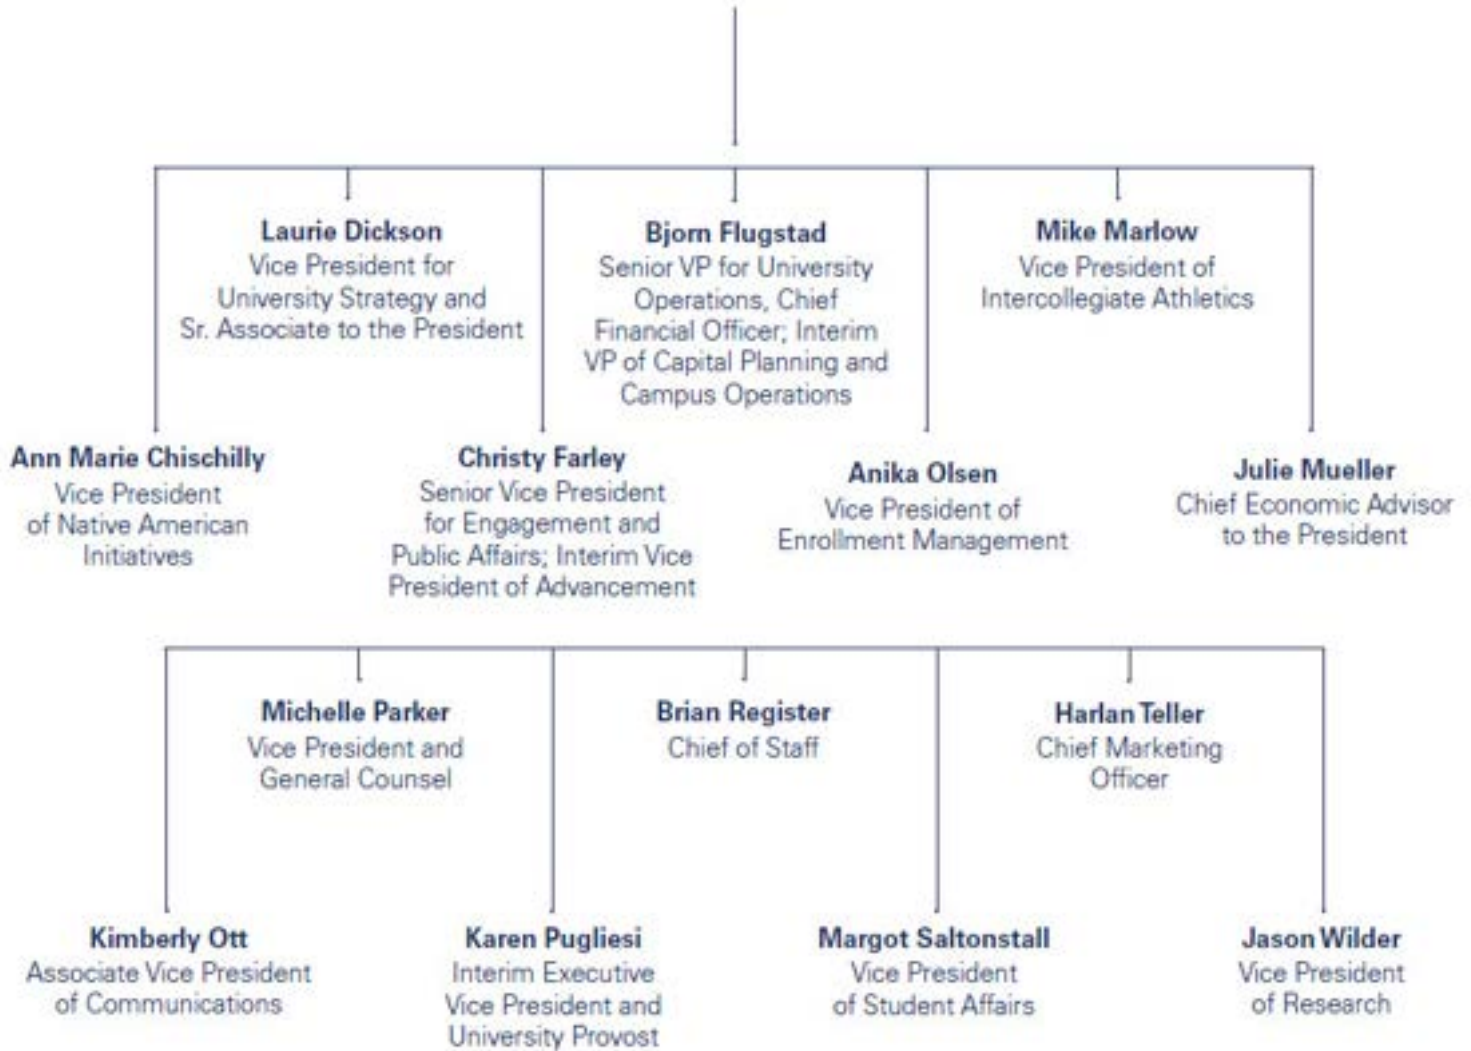 Laurie Dickson
Vice President for
University Strategy and
Sr. Associate to the President
Bjorn Flugstad
Senior VP for University
Operations, Chief
Financial Officer; Interim
VP of Capital Planning and
Campus Operations
Mike Marlow
Vice President of
Intercollegiate Athletics
Ann Marie Chischilly
Vice President
of Native American
Initiatives
Christy Farley
Senior Vice President
for Engagement and
Public Affairs; Interim Vice
President of Advancement
Anika Olsen
Vice President of
Enrollment Management
Julie Mueller
Chief Economic Advisor
to the President
Michelle Parker
Vice President and
General Counsel
Brian Register
Chief of Staff
Harlan Teller
Chief Marketing
Officer
Kimberly Ott
Associate Vice President
of Communications
Karen Pugliesi
Interim Executive
Vice President and
University Provost
Margot Saltonstall
Vice President
of Student Affairs
Jason Wilder
Vice President
of Research